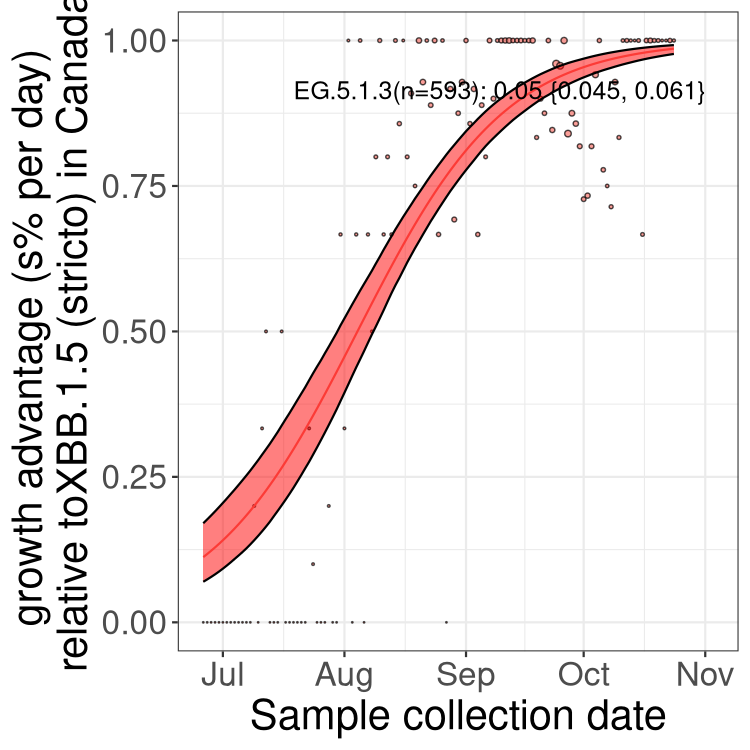 growth advantage (s% per day)
relative toXBB.1.5 (stricto) in Canada
1.00
0.75
0.50
0.25
0.00
EG.5.1.3(n=593): 0.05 {0.045, 0.061}
Jul Aug Sep Oct Nov
Sample collection date